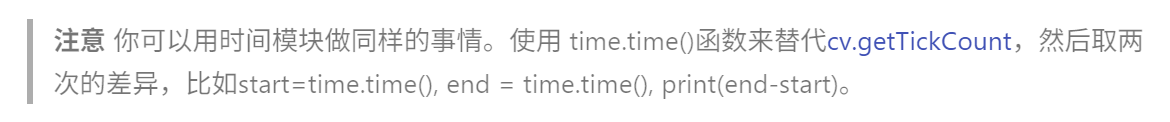 注意 你可以用时间模块做同样的事情。使用 time.time()函数来替代cv.getTickCount，然后取两
次的差异，比如start=time.time(), end = time.time(), print(end-start)。